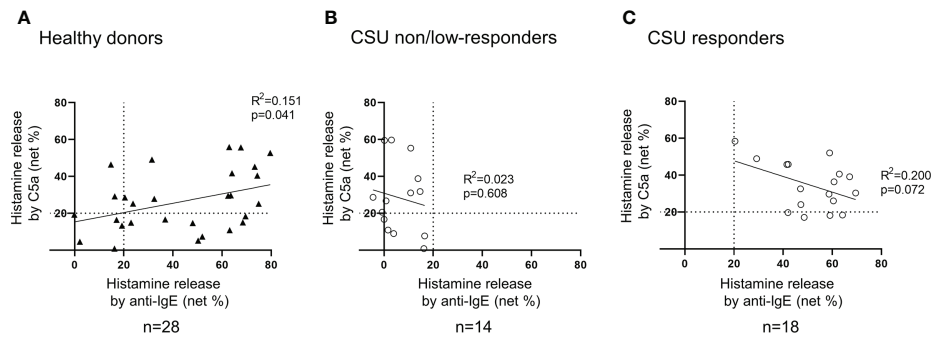 A
Healthy donors
R²=0.151
p=0.041
Histamine release
by C5a (net %)
80
60
40
20
0
20
40
60
80
Histamine release
by anti-IgE (net %)
n=28
B
CSU non/low-responders
R²=0.023
p=0.608
Histamine release
by C5a (net %)
80
60
40
20
0
20
40
60
80
Histamine release
by anti-IgE (net %)
n=14
C
CSU responders
R²=0.200
p=0.072
Histamine release
by C5a (net %)
80
60
40
20
0
0
20
40
60
80
Histamine release
by anti-IgE (net %)
n=18